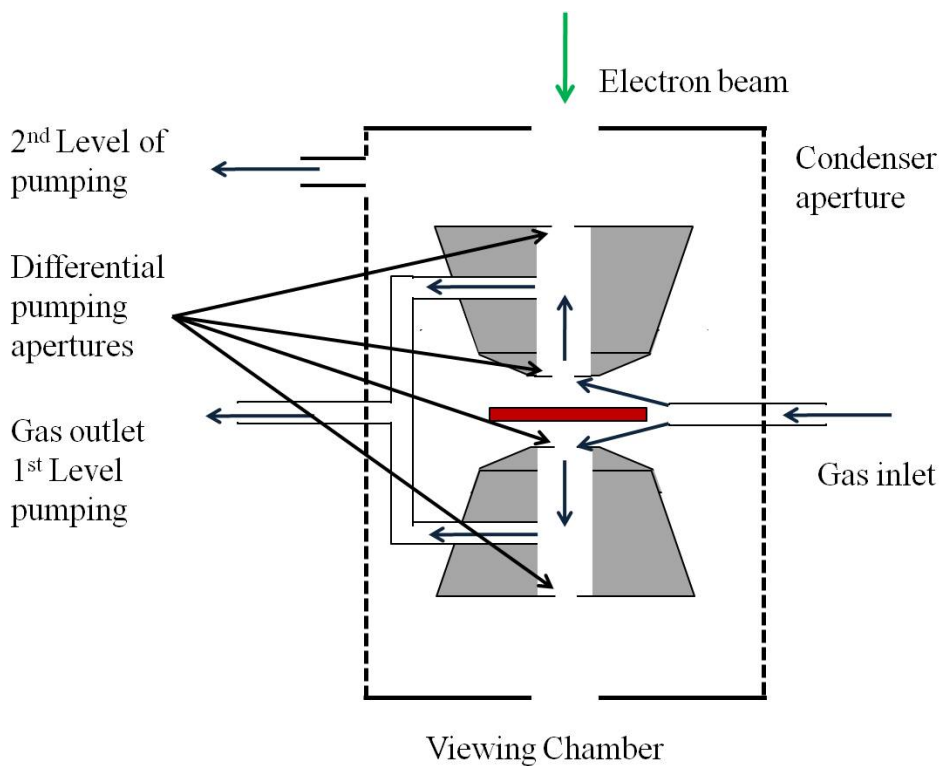 Electron beam
2nd Level of
pumping
Condenser
aperture
Differential
pumping
apertures
Gas outlet
1st Level
pumping
Gas inlet
Viewing Chamber